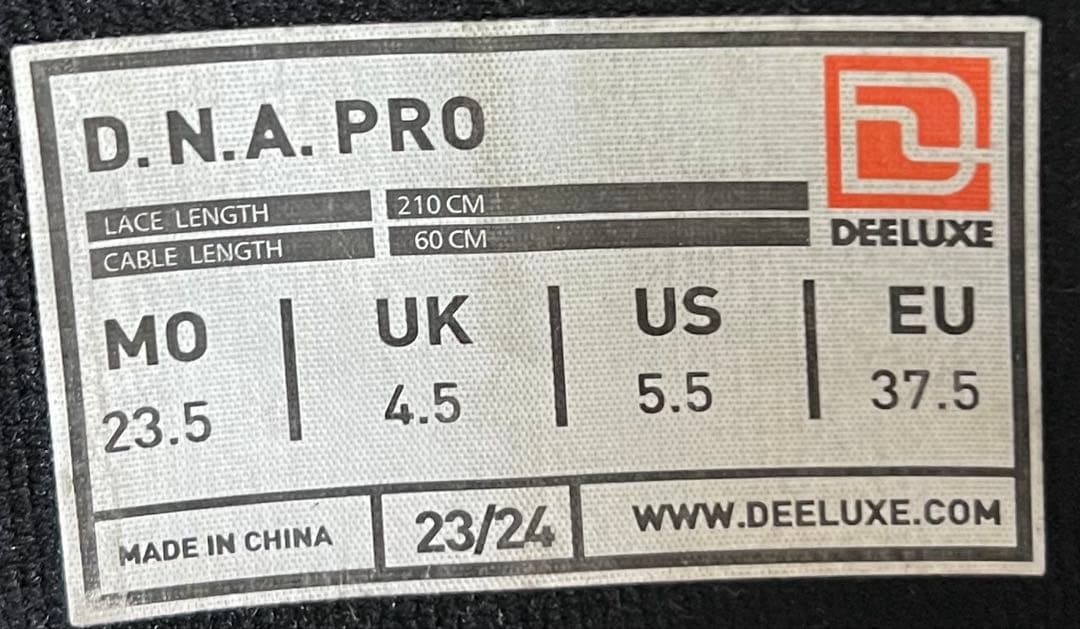 D.N.A. PRO
DEELUXE
LACE LENGTH 210 CM
CABLE LENGTH 60 CM
MO UK US EU
23.5 4.5 5.5 37.5
MADE IN CHINA 23/24 WWW.DEELUXE.COM